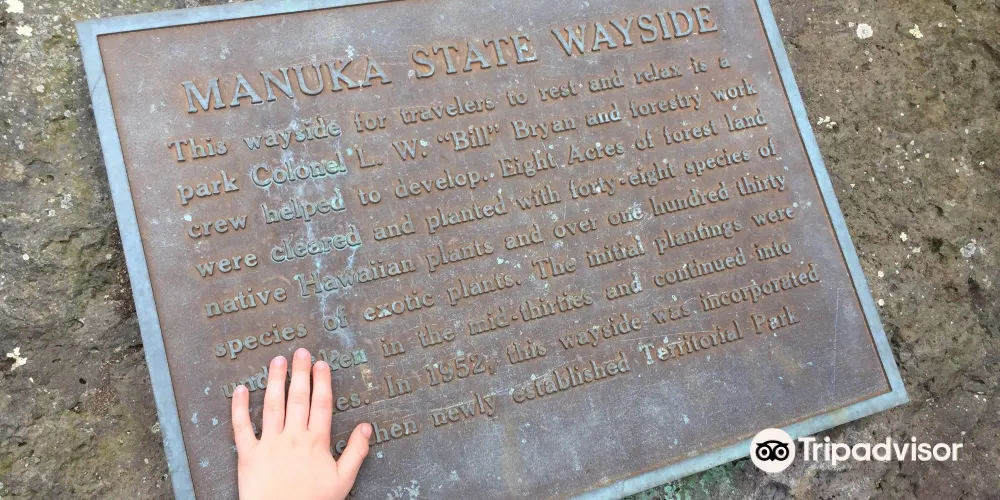 MANUKA STATE WAYSIDE
This wayside for travelers to rest and relax is a
park Colonel L. W. "Bill" Bryan and forestry work
crew helped to develop. Eight Acres of forest land
were cleared and planted with forty-eight species of
native Hawaiian plants and over one hundred thirty
species of exotic plants. The initial plantings were
in the mid-thirties and continued into
In 1952, this wayside was incorporated
then newly established Territorial Park
Tripadvisor